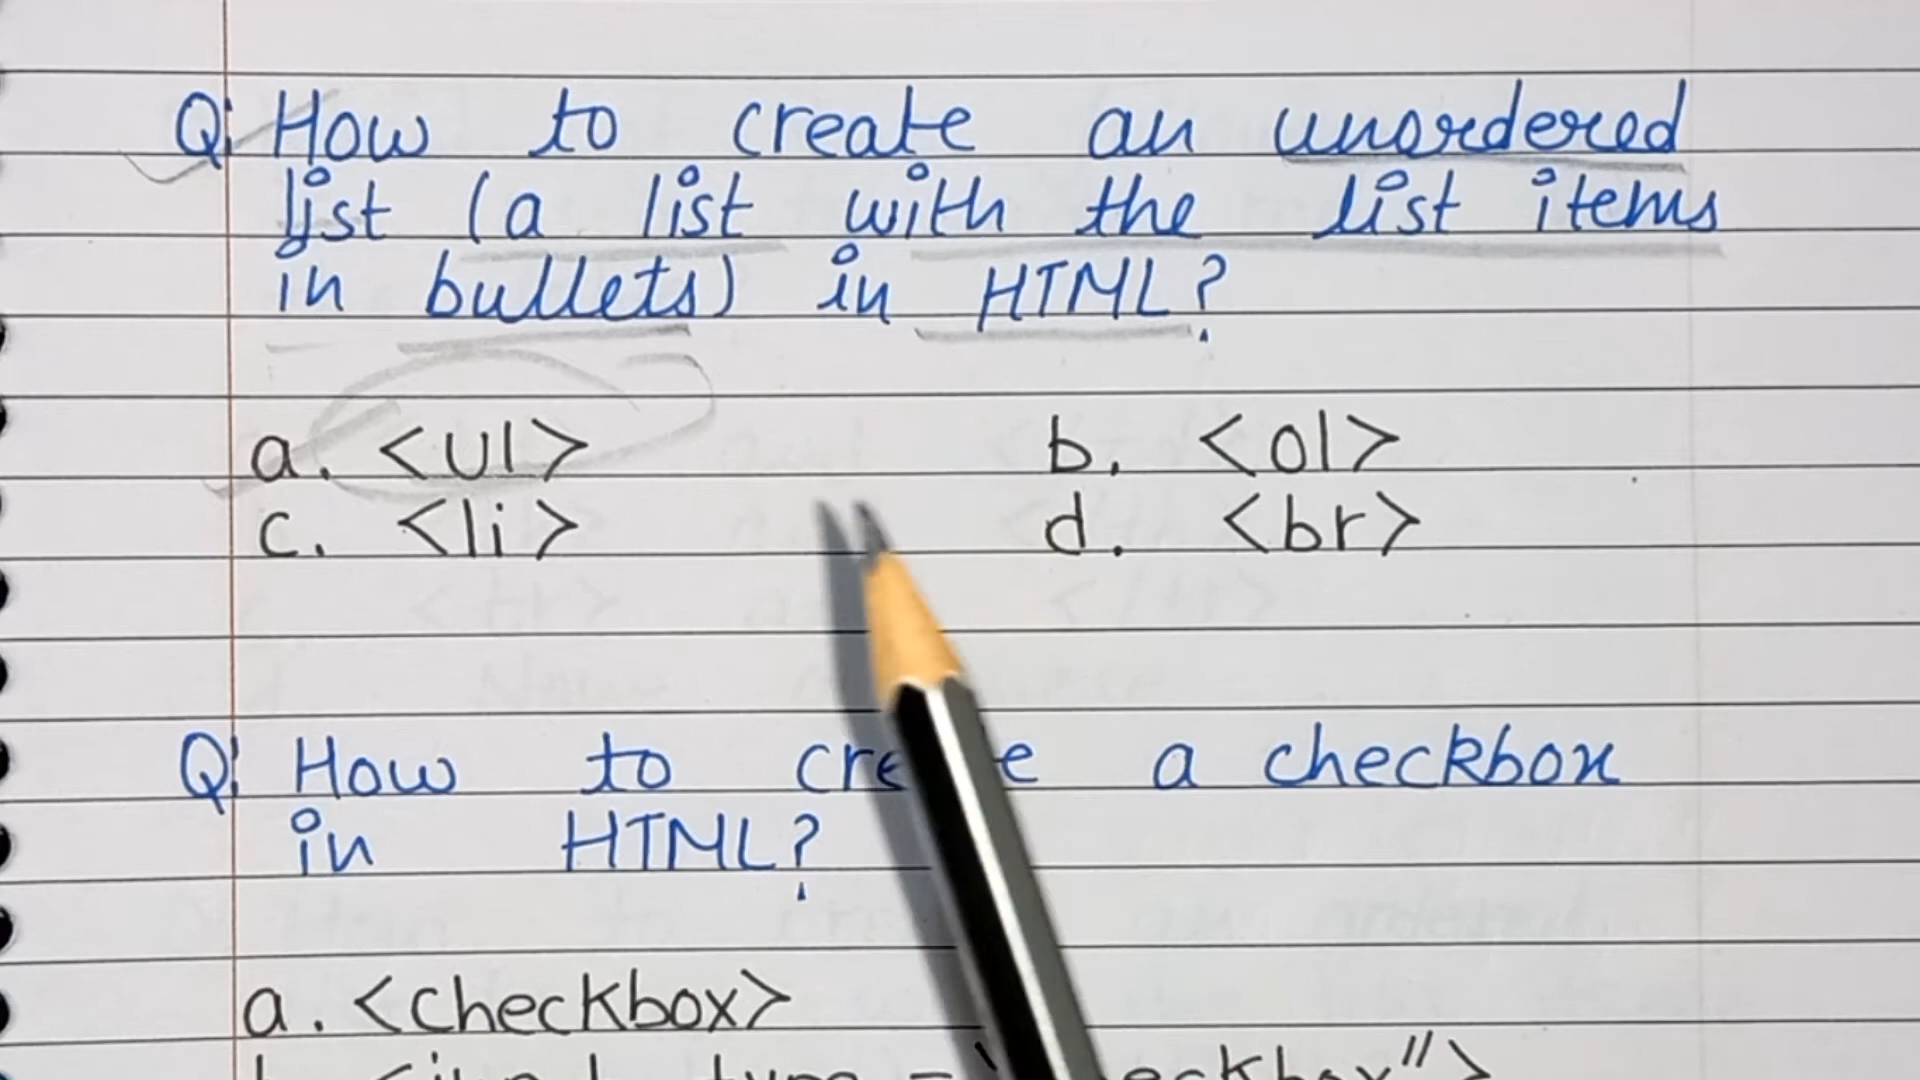 Q: How to create an unordered
list (a list with the list items
in bullets) in HTML?
a. <ul> b. <ol>
c. <li> d. <br>
Q: How to a checkbox
in HTML?
a. <checkbox>
type =